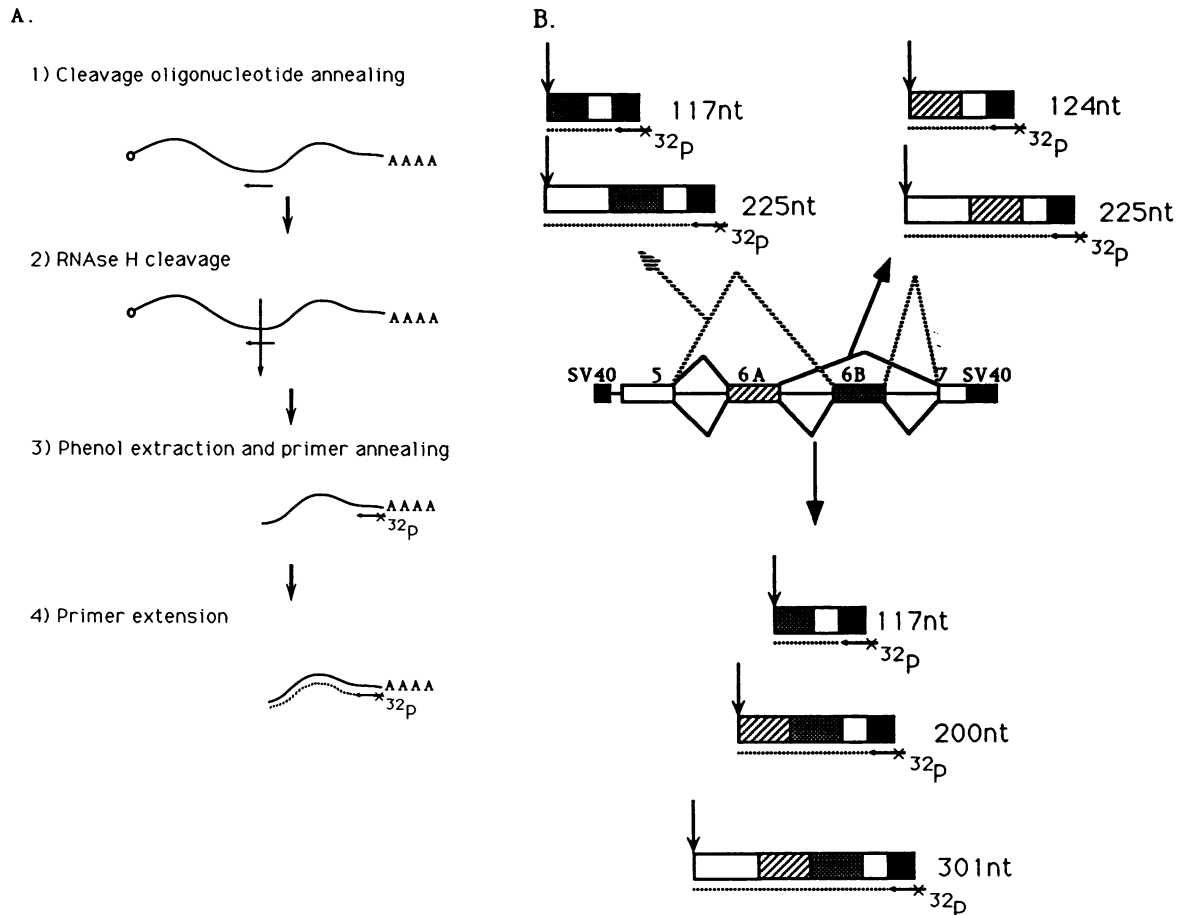 A.
1) Cleavage oligonucleotide annealing
AAAA
2) RNAse H cleavage
AAAA
3) Phenol extraction and primer annealing
AAAA
32p
4) Primer extension
AAAA
32p
B.
117nt
32p
225nt
32p
124nt
32p
225nt
32p
SV40 5 6A 6B 7 SV40
117nt
32p
200nt
32p
301nt
32p